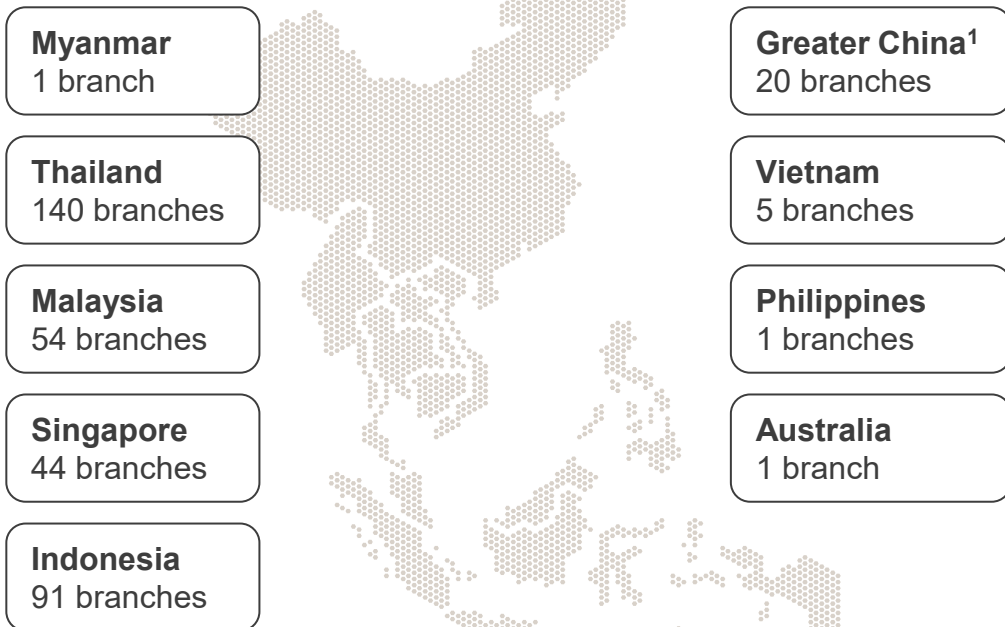 Myanmar
1 branch
Thailand
140 branches
Malaysia
54 branches
Singapore
44 branches
Indonesia
91 branches
Greater China¹
20 branches
Vietnam
5 branches
Philippines
1 branches
Australia
1 branch